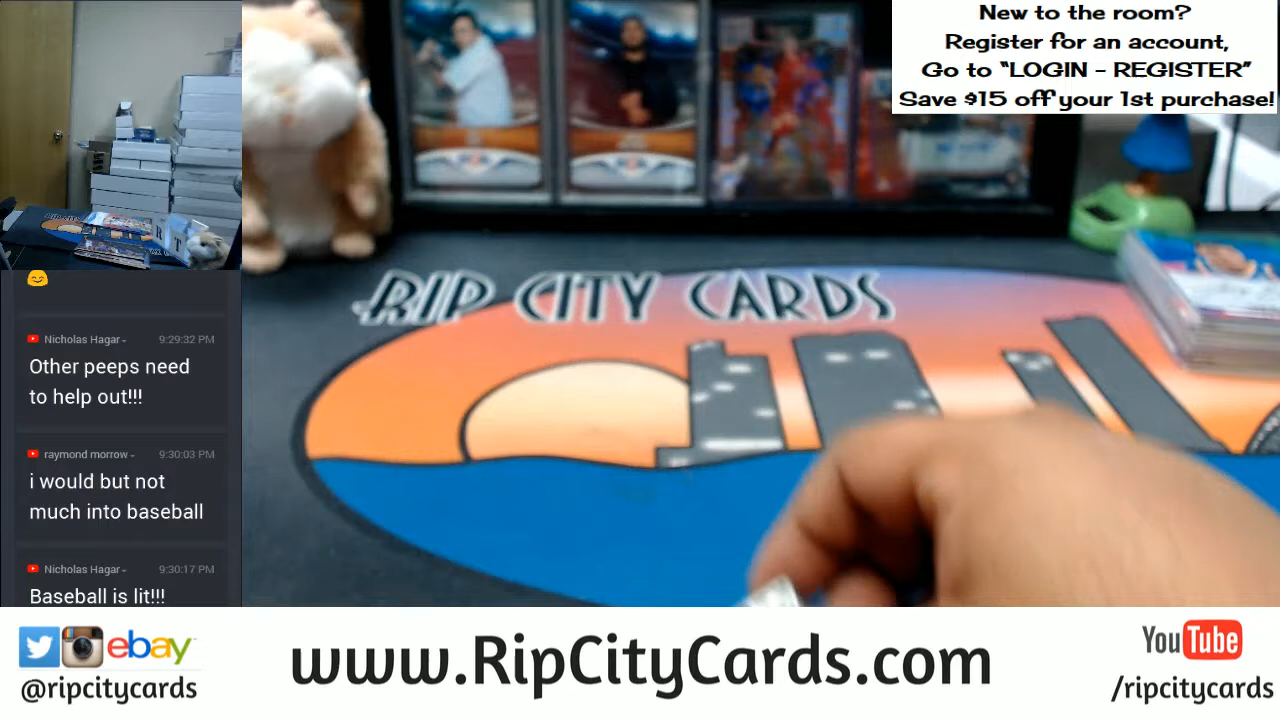 New to the room?
Register for an account,
Go to “LOGIN - REGISTER”
Save $15 off your 1st purchase!
Nicholas Hagar
9:29:32 PM
Other peeps need
to help out!!!
raymond morrow
9:30:03 PM
i would but not
much into baseball
Nicholas Hagar
9:30:17 PM
Baseball is lit!!!
RIP CITY CARDS
ebay
@ripcitycards
www.RipCityCards.com
YouTube
/ripcitycards